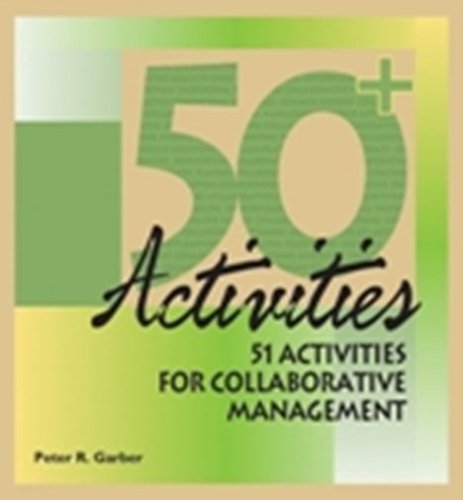 50+
Activities
51 ACTIVITIES
FOR COLLABORATIVE
MANAGEMENT
Peter R. Garber